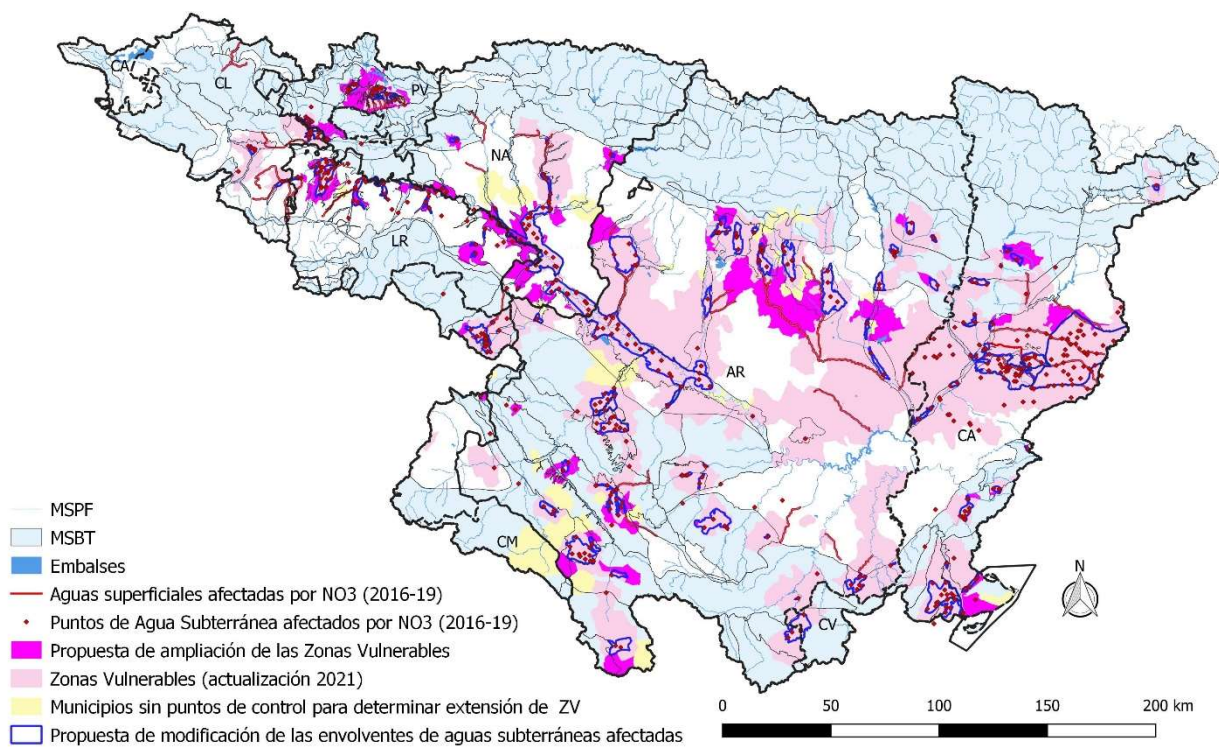 CA
CL
PV
NA
LR
AR
CA
CM
CV
N
MSPF
MSBT
Embalses
Aguas superficiales afectadas por NO3 (2016-19)
Puntos de Agua Subterránea afectados por NO3 (2016-19)
Propuesta de ampliación de las Zonas Vulnerables
Zonas Vulnerables (actualización 2021)
Municipios sin puntos de control para determinar extensión de ZV
Propuesta de modificación de las envolventes de aguas subterráneas afectadas
0 50 100 150 200 km